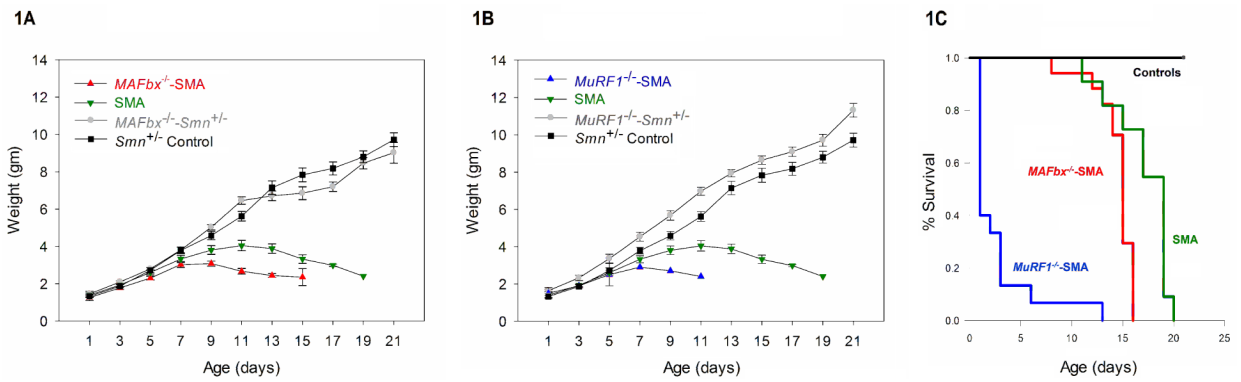 1A
14
12
10
8
6
4
2
0
Weight (gm)
MAFbx-/--SMA
SMA
MAFbx-/--Smn+/-
Smn+/- Control
1 3 5 7 9 11 13 15 17 19 21
Age (days)
1B
14
12
10
8
6
4
2
0
Weight (gm)
MuRF1-/--SMA
SMA
MuRF1-/--Smn+/-
Smn+/- Control
1 3 5 7 9 11 13 15 17 19 21
Age (days)
1C
1.0
0.8
0.6
0.4
0.2
0.0
% Survival
Controls
MAFbx-/--SMA
SMA
MuRF1-/--SMA
0 5 10 15 20 25
Age (days)